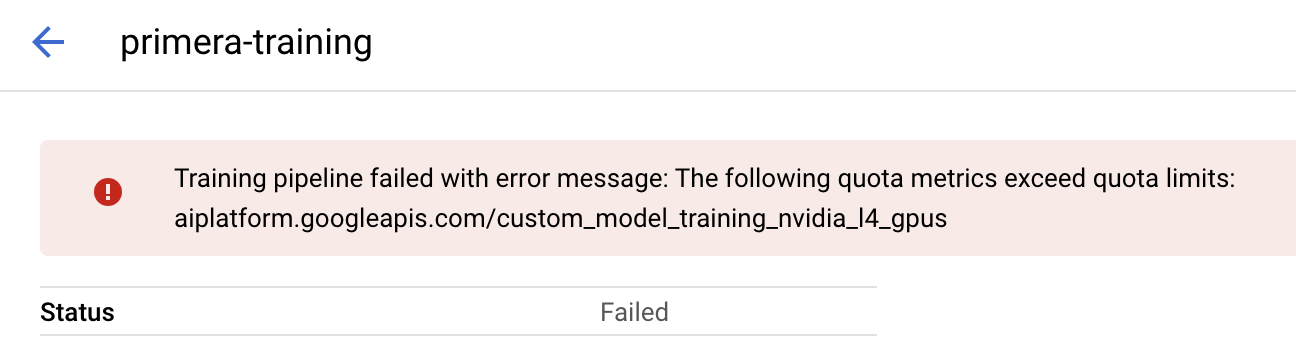 primera-training
Training pipeline failed with error message: The following quota metrics exceed quota limits:
aiplatform.googleapis.com/custom_model_training_nvidia_l4_gpus
Status Failed